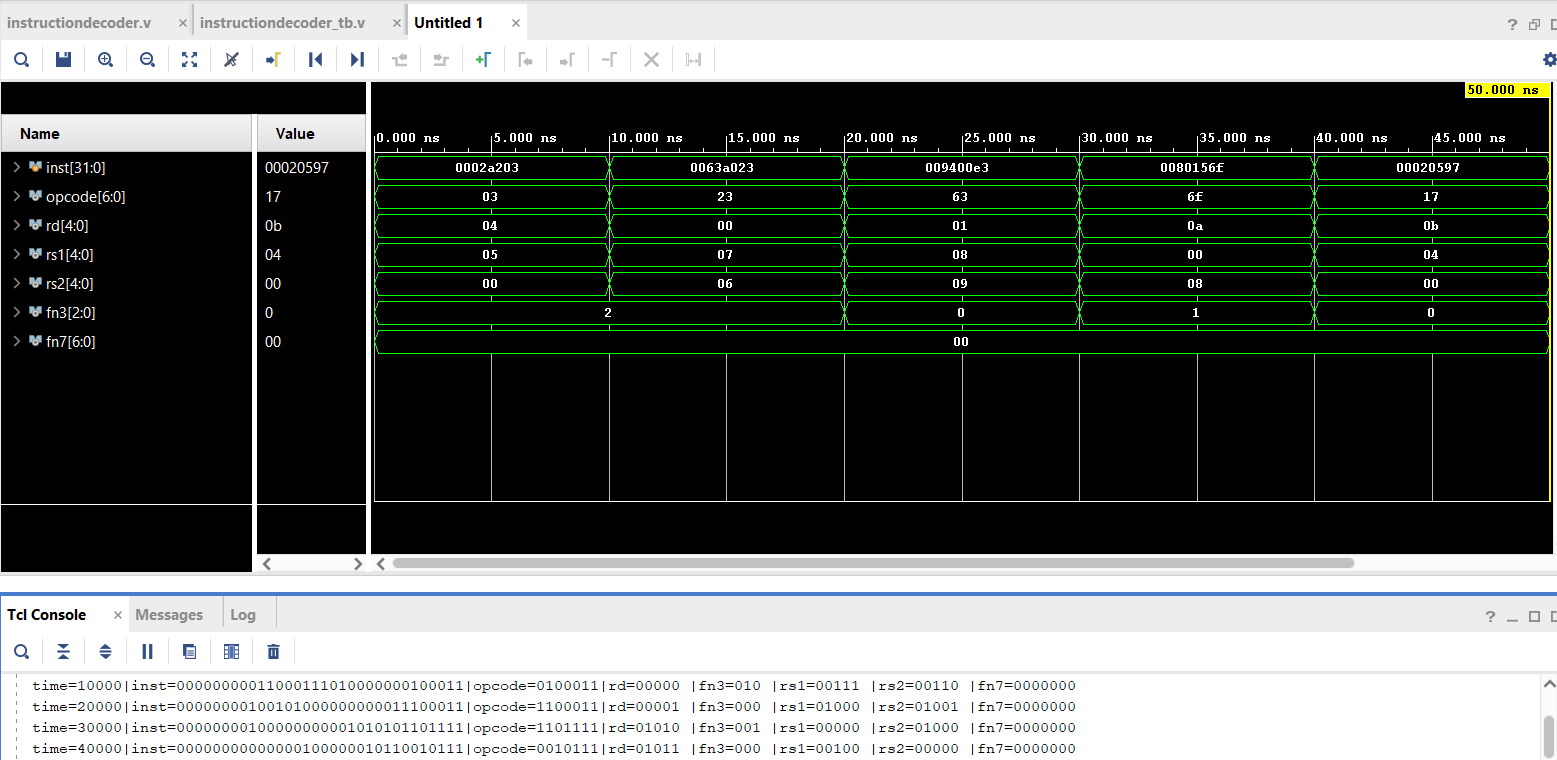 instructiondecoder.v × instructiondecoder_tb.v × Untitled 1 ×
?
50.000 ns
Name Value
0.000 ns 5.000 ns 10.000 ns 15.000 ns 20.000 ns 25.000 ns 30.000 ns 35.000 ns 40.000 ns 45.000 ns
inst[31:0] 00020597 0002a203 0063a023 009400e3 0080156f 00020597
opcode[6:0] 17 03 23 63 6f 17
rd[4:0] 0b 04 00 01 0a 0b
rs1[4:0] 04 05 07 08 00 04
rs2[4:0] 00 00 06 09 08 00
fn3[2:0] 0 2 0 1 0
fn7[6:0] 00 00
Tcl Console × Messages Log
?
time=10000|inst=00000000011000111010000000100011|opcode=0100011|rd=00000 |fn3=010 |rs1=00111 |rs2=00110 |fn7=0000000
time=20000|inst=00000000100101000000000011100011|opcode=1100011|rd=00001 |fn3=000 |rs1=01000 |rs2=01001 |fn7=0000000
time=30000|inst=00000000100000000001010101101111|opcode=1101111|rd=01010 |fn3=001 |rs1=00000 |rs2=01000 |fn7=0000000
time=40000|inst=00000000000000100000010110010111|opcode=0010111|rd=01011 |fn3=000 |rs1=00100 |rs2=00000 |fn7=0000000